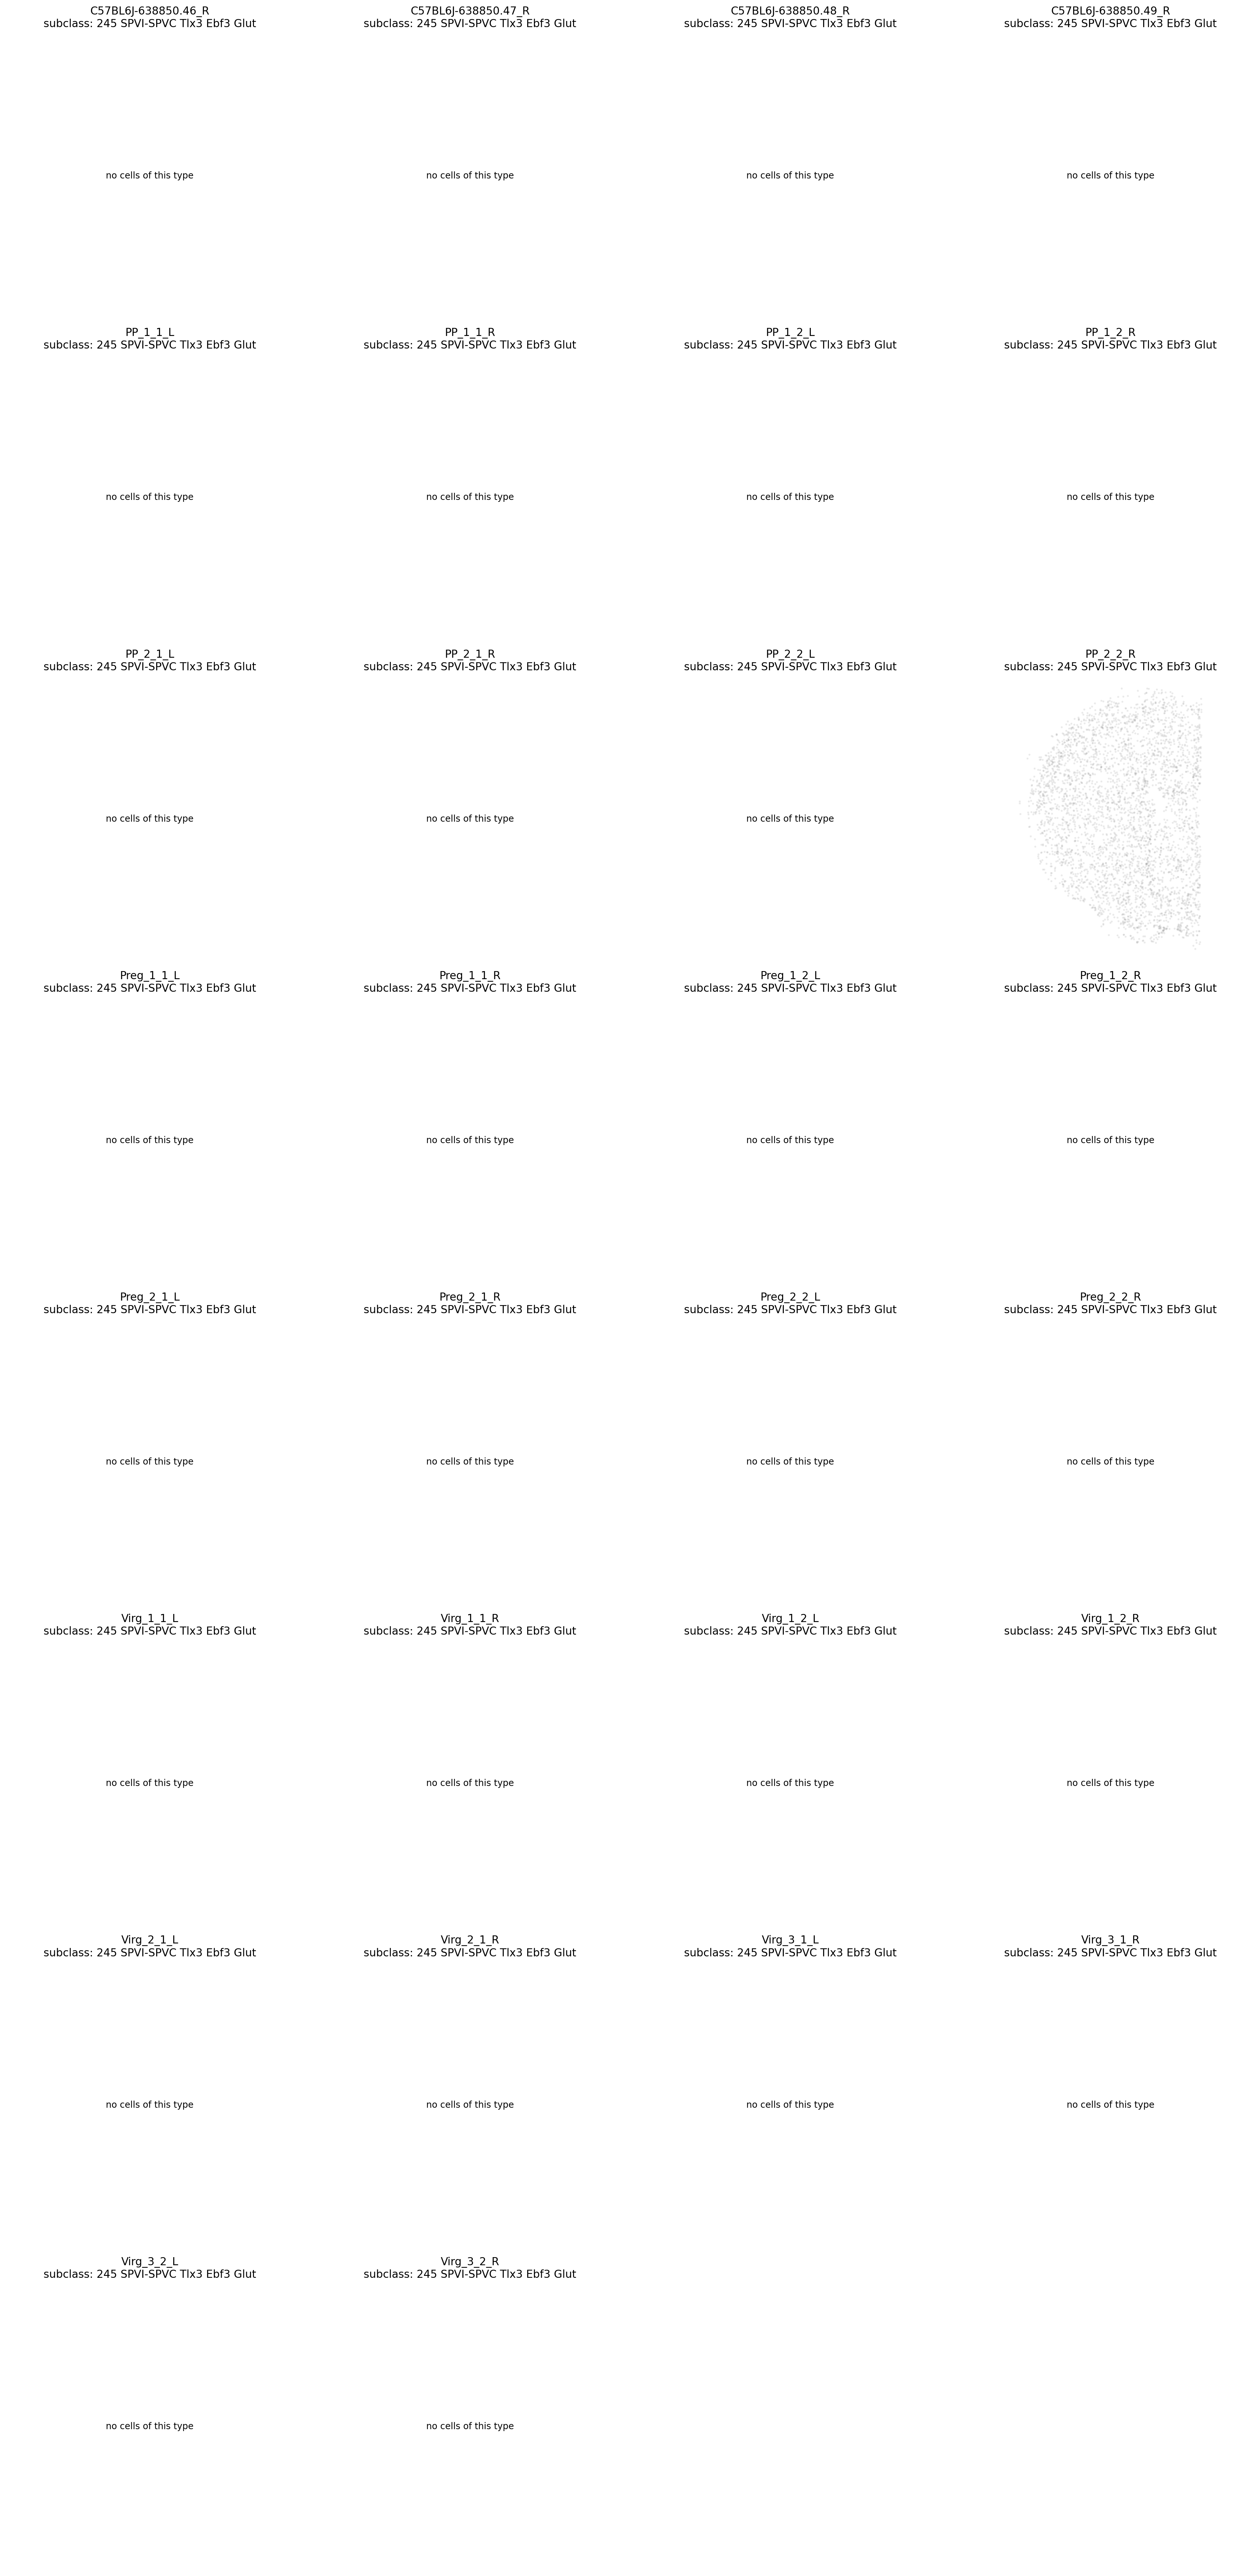 C57BL6J-638850.46_R
subclass: 245 SPVI-SPVC Tlx3 Ebf3 Glut
C57BL6J-638850.47_R
subclass: 245 SPVI-SPVC Tlx3 Ebf3 Glut
C57BL6J-638850.48_R
subclass: 245 SPVI-SPVC Tlx3 Ebf3 Glut
C57BL6J-638850.49_R
subclass: 245 SPVI-SPVC Tlx3 Ebf3 Glut
no cells of this type
no cells of this type
no cells of this type
no cells of this type
PP_1_1_L
subclass: 245 SPVI-SPVC Tlx3 Ebf3 Glut
PP_1_1_R
subclass: 245 SPVI-SPVC Tlx3 Ebf3 Glut
PP_1_2_L
subclass: 245 SPVI-SPVC Tlx3 Ebf3 Glut
PP_1_2_R
subclass: 245 SPVI-SPVC Tlx3 Ebf3 Glut
no cells of this type
no cells of this type
no cells of this type
no cells of this type
PP_2_1_L
subclass: 245 SPVI-SPVC Tlx3 Ebf3 Glut
PP_2_1_R
subclass: 245 SPVI-SPVC Tlx3 Ebf3 Glut
PP_2_2_L
subclass: 245 SPVI-SPVC Tlx3 Ebf3 Glut
PP_2_2_R
subclass: 245 SPVI-SPVC Tlx3 Ebf3 Glut
no cells of this type
no cells of this type
no cells of this type
Preg_1_1_L
subclass: 245 SPVI-SPVC Tlx3 Ebf3 Glut
Preg_1_1_R
subclass: 245 SPVI-SPVC Tlx3 Ebf3 Glut
Preg_1_2_L
subclass: 245 SPVI-SPVC Tlx3 Ebf3 Glut
Preg_1_2_R
subclass: 245 SPVI-SPVC Tlx3 Ebf3 Glut
no cells of this type
no cells of this type
no cells of this type
no cells of this type
Preg_2_1_L
subclass: 245 SPVI-SPVC Tlx3 Ebf3 Glut
Preg_2_1_R
subclass: 245 SPVI-SPVC Tlx3 Ebf3 Glut
Preg_2_2_L
subclass: 245 SPVI-SPVC Tlx3 Ebf3 Glut
Preg_2_2_R
subclass: 245 SPVI-SPVC Tlx3 Ebf3 Glut
no cells of this type
no cells of this type
no cells of this type
no cells of this type
Virg_1_1_L
subclass: 245 SPVI-SPVC Tlx3 Ebf3 Glut
Virg_1_1_R
subclass: 245 SPVI-SPVC Tlx3 Ebf3 Glut
Virg_1_2_L
subclass: 245 SPVI-SPVC Tlx3 Ebf3 Glut
Virg_1_2_R
subclass: 245 SPVI-SPVC Tlx3 Ebf3 Glut
no cells of this type
no cells of this type
no cells of this type
no cells of this type
Virg_2_1_L
subclass: 245 SPVI-SPVC Tlx3 Ebf3 Glut
Virg_2_1_R
subclass: 245 SPVI-SPVC Tlx3 Ebf3 Glut
Virg_3_1_L
subclass: 245 SPVI-SPVC Tlx3 Ebf3 Glut
Virg_3_1_R
subclass: 245 SPVI-SPVC Tlx3 Ebf3 Glut
no cells of this type
no cells of this type
no cells of this type
no cells of this type
Virg_3_2_L
subclass: 245 SPVI-SPVC Tlx3 Ebf3 Glut
Virg_3_2_R
subclass: 245 SPVI-SPVC Tlx3 Ebf3 Glut
no cells of this type
no cells of this type